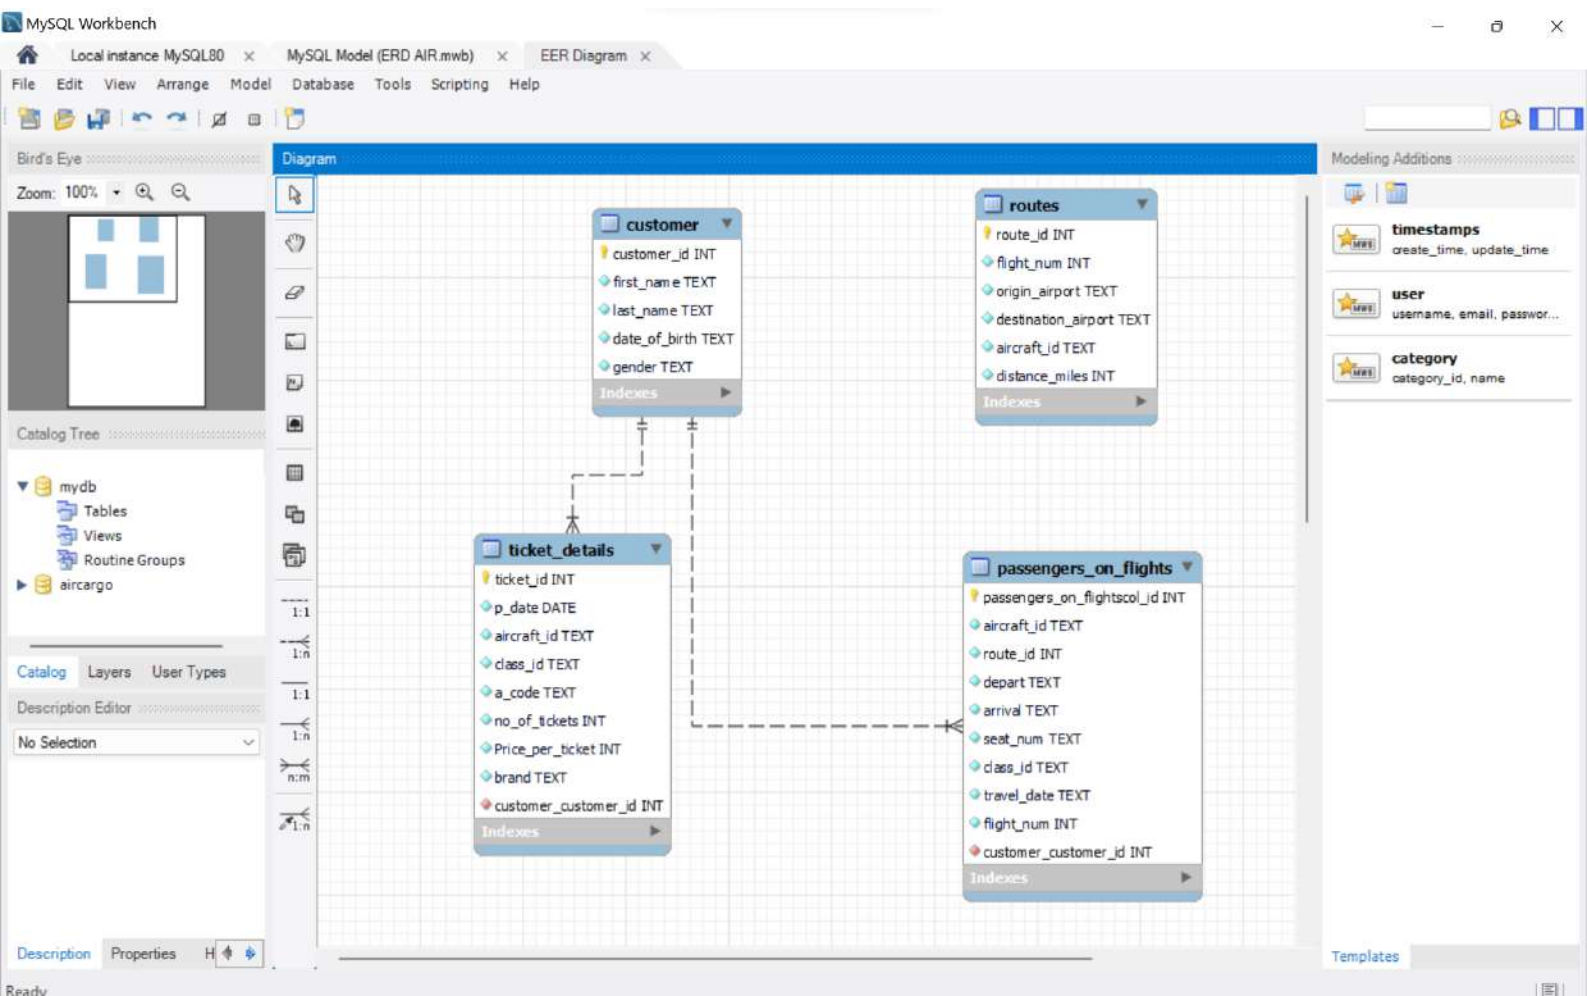 MySQL Workbench
Local instance MySQL80
MySQL Model (ERD AIR.mwb)
EER Diagram
File Edit View Arrange Model Database Tools Scripting Help
Bird's Eye
Zoom: 100%
Catalog Tree
mydb
Tables
Views
Routine Groups
aircargo
Catalog Layers User Types
Description Editor
No Selection
Description Properties H
Ready
Diagram
1:1
1:n
1:1
1:n
n:m
1:n
customer
customer_id INT
first_name TEXT
last_name TEXT
date_of_birth TEXT
gender TEXT
Indexes
routes
route_id INT
flight_num INT
origin_airport TEXT
destination_airport TEXT
aircraft_id TEXT
distance_miles INT
Indexes
ticket_details
ticket_id INT
p_date DATE
aircraft_id TEXT
class_id TEXT
a_code TEXT
no_of_tickets INT
Price_per_ticket INT
brand TEXT
customer_customer_id INT
Indexes
passengers_on_flights
passengers_on_flightscol_id INT
aircraft_id TEXT
route_id INT
depart TEXT
arrival TEXT
seat_num TEXT
class_id TEXT
travel_date TEXT
flight_num INT
customer_customer_id INT
Indexes
Modeling Additions
timestamps
create_time, update_time
user
username, email, passwor...
category
category_id, name
Templates